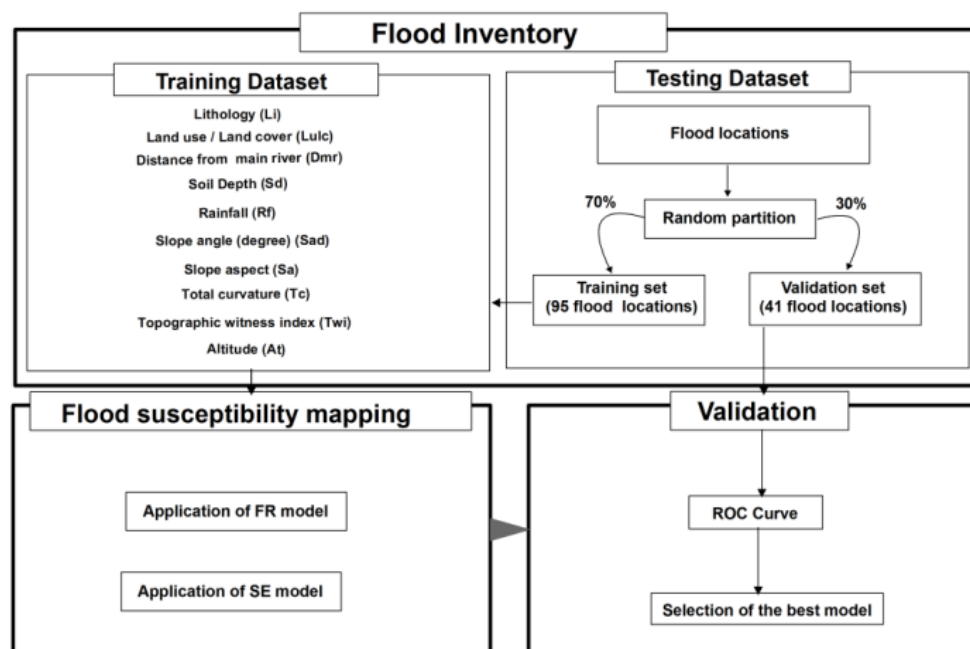 Flood Inventory
Training Dataset
Lithology (Li)
Land use / Land cover (Lulc)
Distance from main river (Dmr)
Soil Depth (Sd)
Rainfall (Rf)
Slope angle (degree) (Sad)
Slope aspect (Sa)
Total curvature (Tc)
Topographic witness index (Twi)
Altitude (At)
Testing Dataset
Flood locations
70%
30%
Random partition
Training set
(95 flood locations)
Validation set
(41 flood locations)
Flood susceptibility mapping
Application of FR model
Application of SE model
Validation
ROC Curve
Selection of the best model